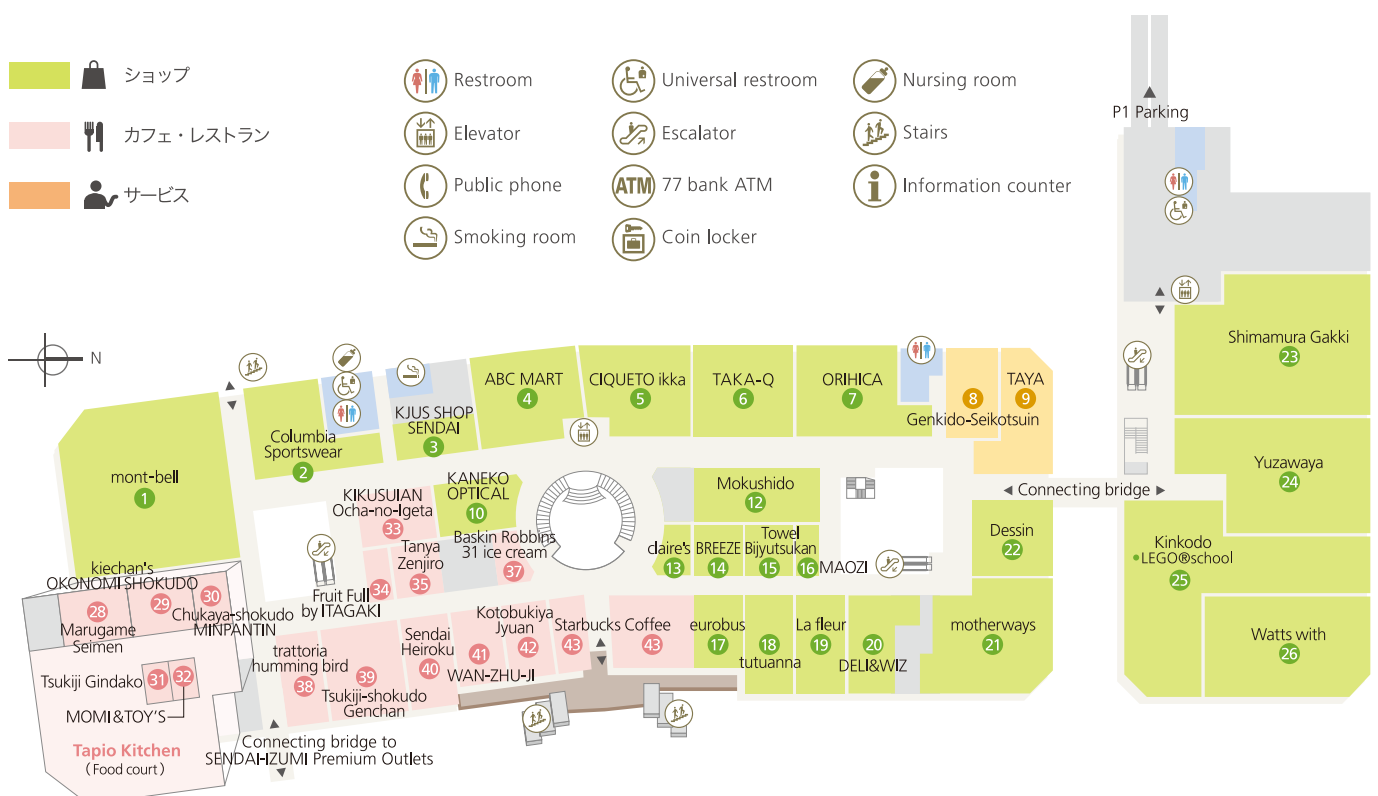 ショップ
カフェ・レストラン
サービス
Restroom
Universal restroom
Nursing room
Elevator
Escalator
Stairs
Public phone
ATM
77 bank ATM
i
Information counter
Smoking room
Coin locker
P1 Parking
N
mont-bell
1
Columbia
Sportswear
2
KJUS SHOP
SENDAI
3
ABC MART
4
CIQUETO ikka
5
TAKA-Q
6
ORIHICA
7
8
Genkido-Seikotsuin
TAYA
9
Shimamura Gakki
23
Yuzawaya
24
Connecting bridge
Kinkodo
LEGO®school
25
Watts with
26
KANEKO
OPTICAL
10
KIKUSUIAN
Ocha-no-Igeta
33
Tanya
Zenjiro
35
Baskin Robbins
31 ice cream
37
34
Fruit Full
by ITAGAKI
Mokushido
12
claire's
13
BREEZE
14
Towel
Bijyutsukan
15
16
MAOZI
Dessin
22
kiechan's
OKONOMI SHOKUDO
28
29
30
Marugame
Seimen
Chukaya-shokudo
MINPANTIN
Tsukiji Gindako
31
32
MOMI&TOY'S
Tapio Kitchen
(Food court)
trattoria
humming bird
38
39
Tsukiji-shokudo
Genchan
Sendai
Heiroku
40
41
WAN-ZHU-JI
Kotobukiya
Jyuan
42
Starbucks Coffee
43
43
eurobus
17
18
tutuanna
La fleur
19
20
DELI&WIZ
motherways
21
Connecting bridge to
SENDAI-IZUMI Premium Outlets